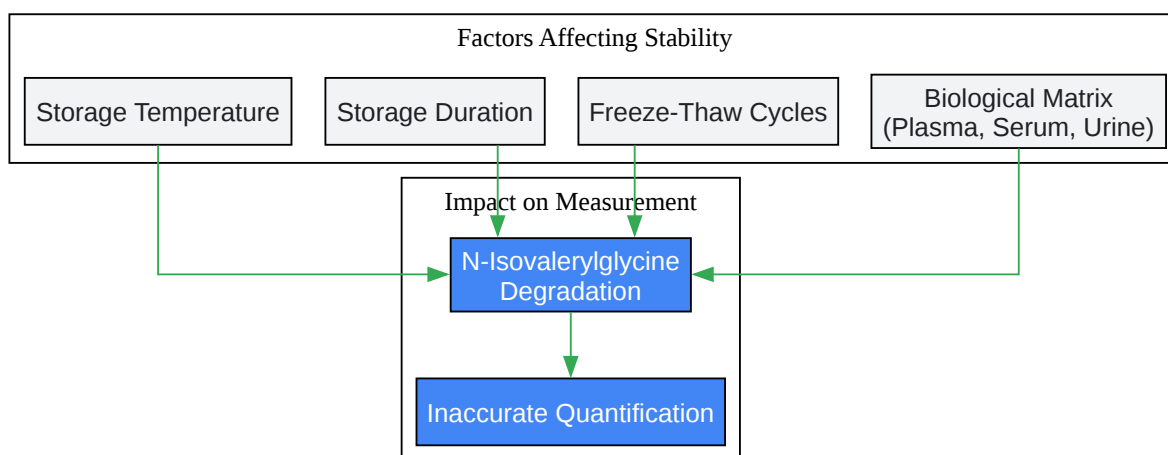 Factors Affecting Stability
Storage Temperature
Storage Duration
Freeze-Thaw Cycles
Biological Matrix
(Plasma, Serum, Urine)
Impact on Measurement
N-Isovalerylglycine
Degradation
Inaccurate Quantification